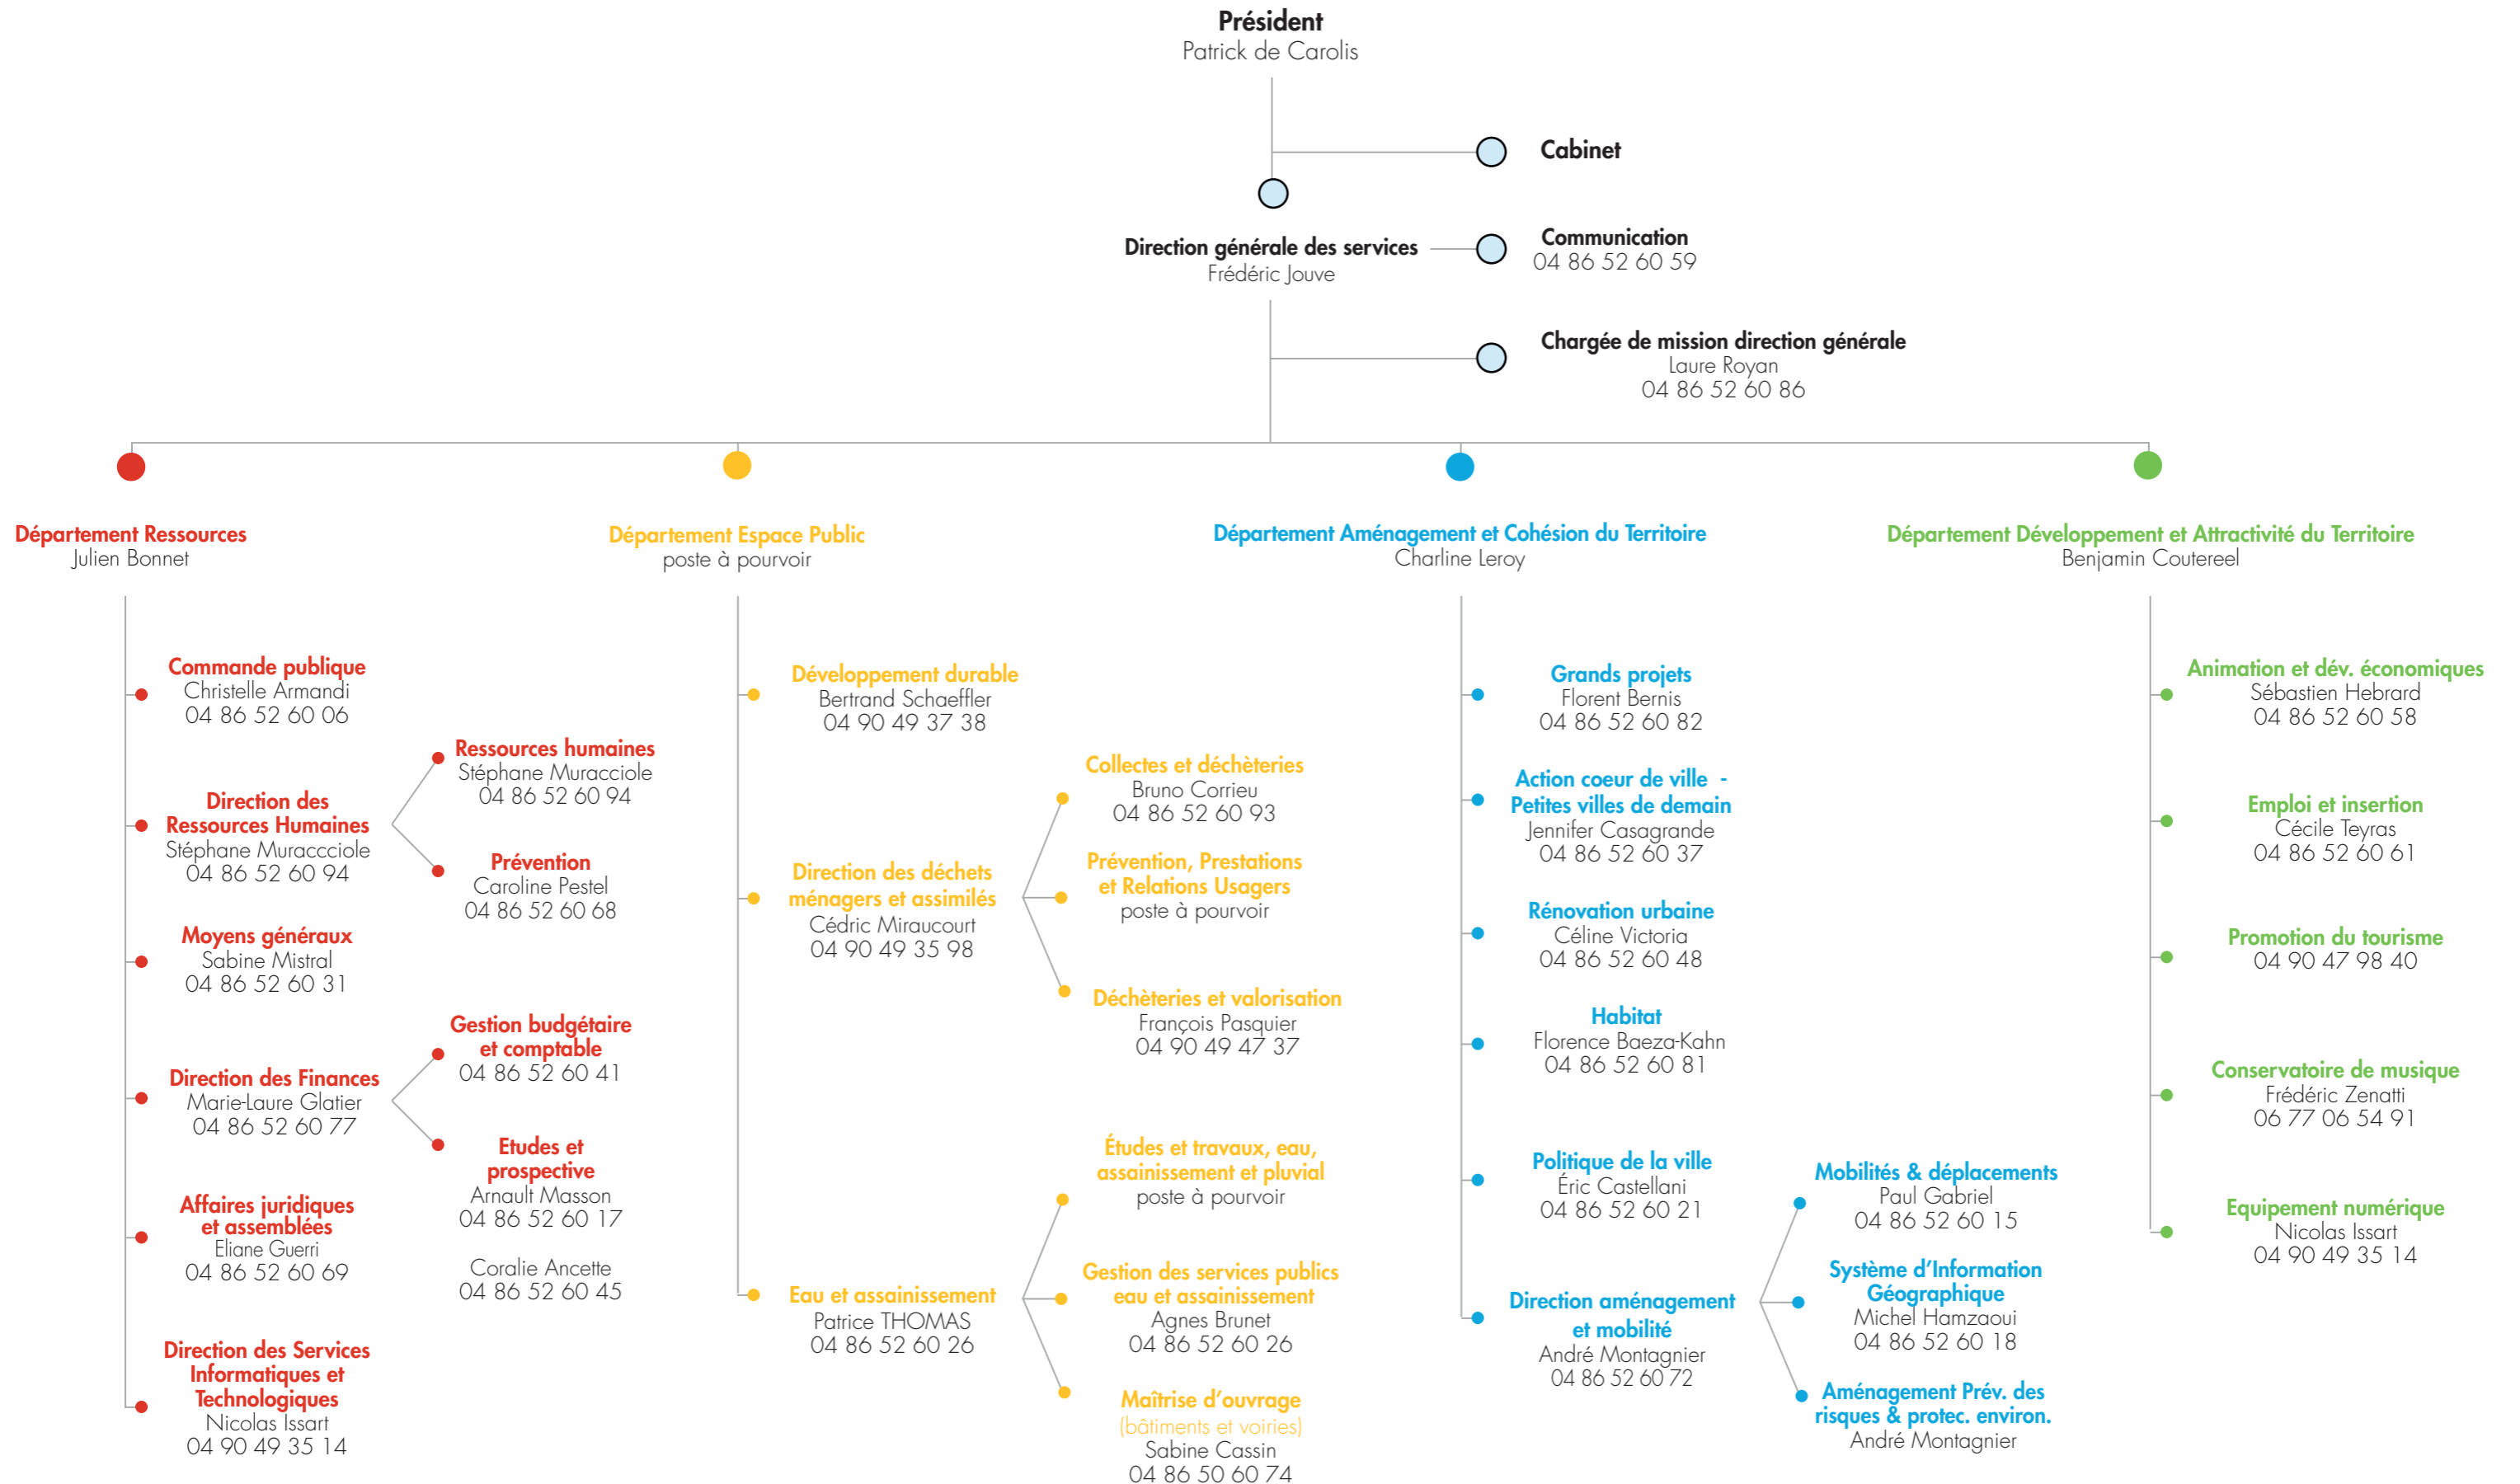 Président
Patrick de Carolis
Cabinet
Direction générale des services
Frédéric Jouve
Communication
04 86 52 60 59
Chargée de mission direction générale
Laure Royan
04 86 52 60 86
Département Ressources
Julien Bonnet
Commande publique
Christelle Armandi
04 86 52 60 06
Direction des
Ressources Humaines
Stéphane Muraccciole
04 86 52 60 94
Ressources humaines
Stéphane Muracciole
04 86 52 60 94
Prévention
Caroline Pestel
04 86 52 60 68
Moyens généraux
Sabine Mistral
04 86 52 60 31
Direction des Finances
Marie-Laure Glatier
04 86 52 60 77
Gestion budgétaire
et comptable
04 86 52 60 41
Etudes et
prospective
Arnault Masson
04 86 52 60 17
Coralie Ancette
04 86 52 60 45
Affaires juridiques
et assemblées
Eliane Guerri
04 86 52 60 69
Direction des Services
Informatiques et
Technologiques
Nicolas Issart
04 90 49 35 14
Département Espace Public
poste à pourvoir
Développement durable
Bertrand Schaeffler
04 90 49 37 38
Direction des déchets
ménagers et assimilés
Cédric Miraucourt
04 90 49 35 98
Collectes et déchèteries
Bruno Corrieu
04 86 52 60 93
Prévention, Prestations
et Relations Usagers
poste à pourvoir
Déchèteries et valorisation
François Pasquier
04 90 49 47 37
Eau et assainissement
Patrice THOMAS
04 86 52 60 26
Études et travaux, eau,
assainissement et pluvial
poste à pourvoir
Gestion des services publics
eau et assainissement
Agnes Brunet
04 86 52 60 26
Maîtrise d’ouvrage
(bâtiments et voiries)
Sabine Cassin
04 86 50 60 74
Département Aménagement et Cohésion du Territoire
Charline Leroy
Grands projets
Florent Bernis
04 86 52 60 82
Action coeur de ville -
Petites villes de demain
Jennifer Casagrande
04 86 52 60 37
Rénovation urbaine
Céline Victoria
04 86 52 60 48
Habitat
Florence Baeza-Kahn
04 86 52 60 81
Politique de la ville
Éric Castellani
04 86 52 60 21
Direction aménagement
et mobilité
André Montagnier
04 86 52 60 72
Mobilités & déplacements
Paul Gabriel
04 86 52 60 15
Système d’Information
Géographique
Michel Hamzaoui
04 86 52 60 18
Aménagement Prév. des
risques & protec. environ.
André Montagnier
Département Développement et Attractivité du Territoire
Benjamin Coutereel
Animation et dév. économiques
Sébastien Hebrard
04 86 52 60 58
Emploi et insertion
Cécile Teyras
04 86 52 60 61
Promotion du tourisme
04 90 47 98 40
Conservatoire de musique
Frédéric Zenatti
06 77 06 54 91
Equipement numérique
Nicolas Issart
04 90 49 35 14